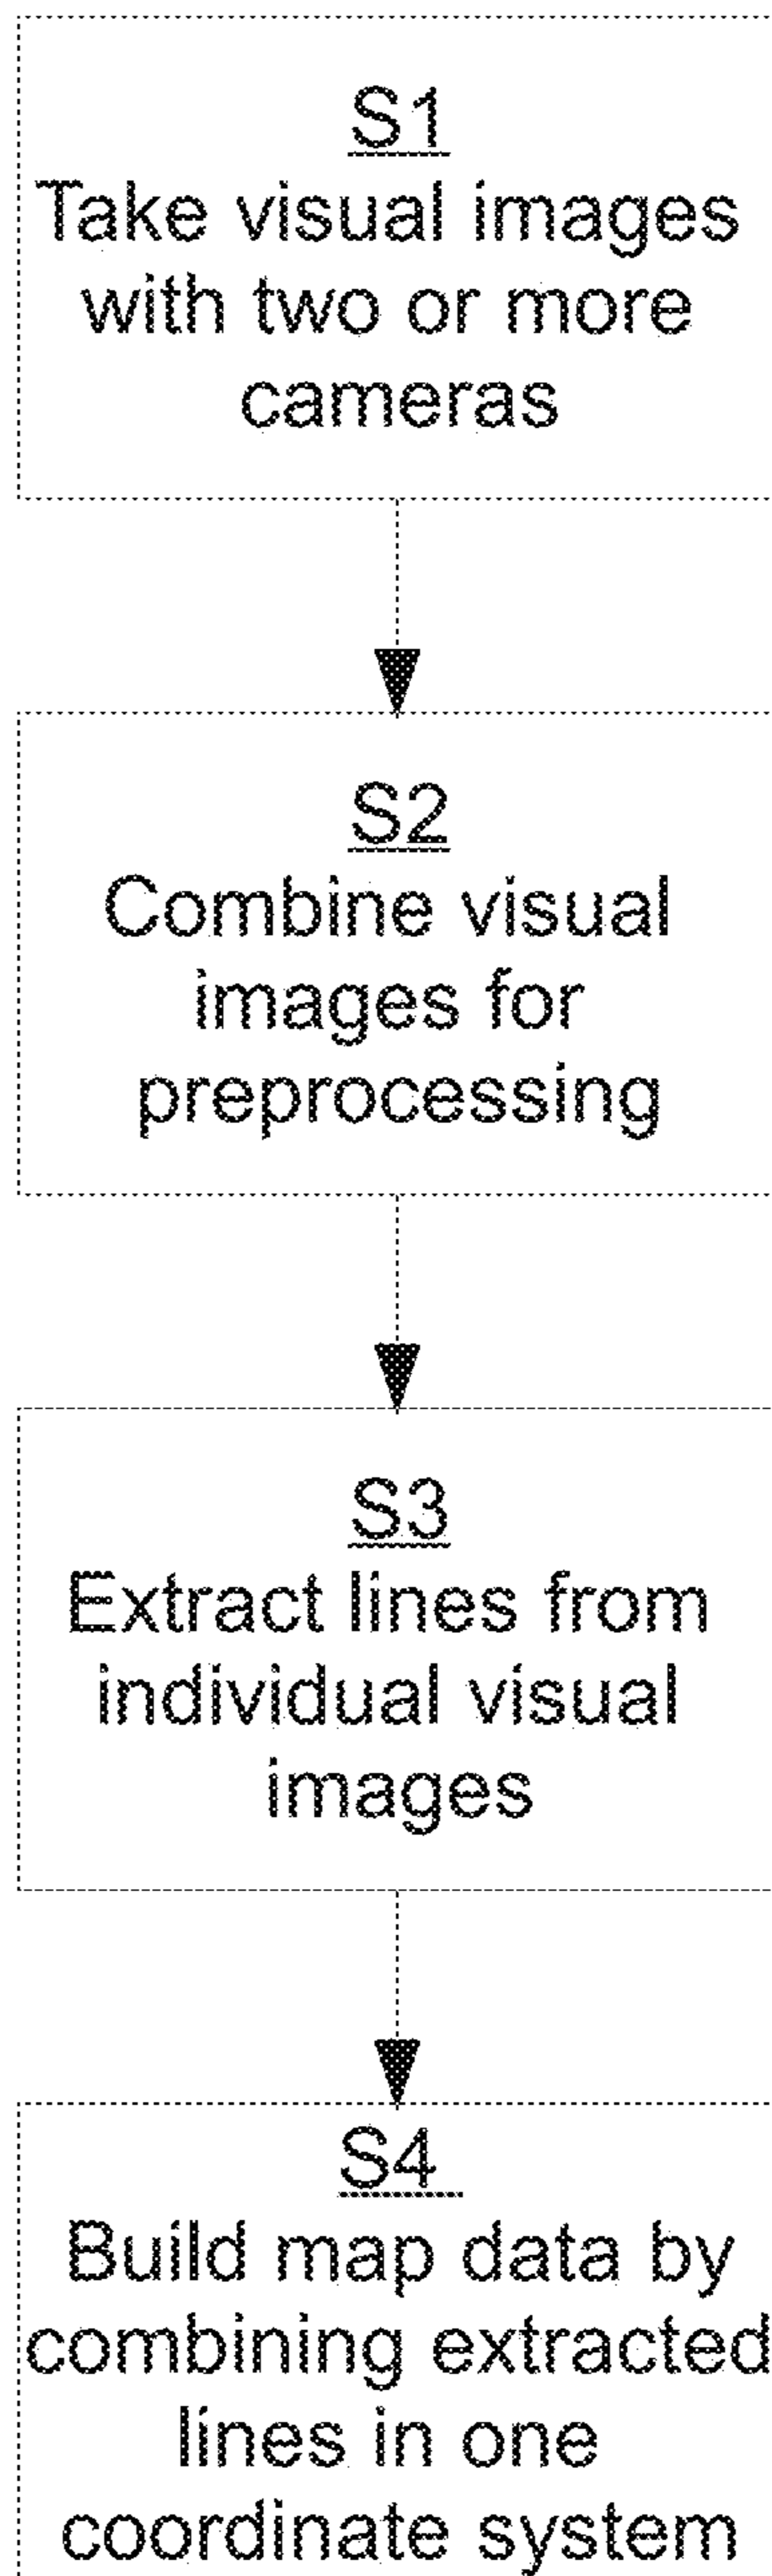 S1
Take visual images
with two or more
cameras
S2
Combine visual
images for
preprocessing
S3
Extract lines from
individual visual
images
S4
Build map data by
combining extracted
lines in one
coordinate system